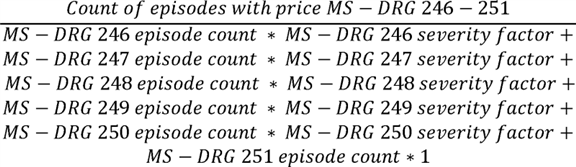 Count of episodes with price MS − DRG 246 − 251
MS − DRG 246 episode count ∗ MS − DRG 246 severity factor +
MS − DRG 247 episode count ∗ MS − DRG 247 severity factor +
MS − DRG 248 episode count ∗ MS − DRG 248 severity factor +
MS − DRG 249 episode count ∗ MS − DRG 249 severity factor +
MS − DRG 250 episode count ∗ MS − DRG 250 severity factor +
MS − DRG 251 episode count ∗ 1